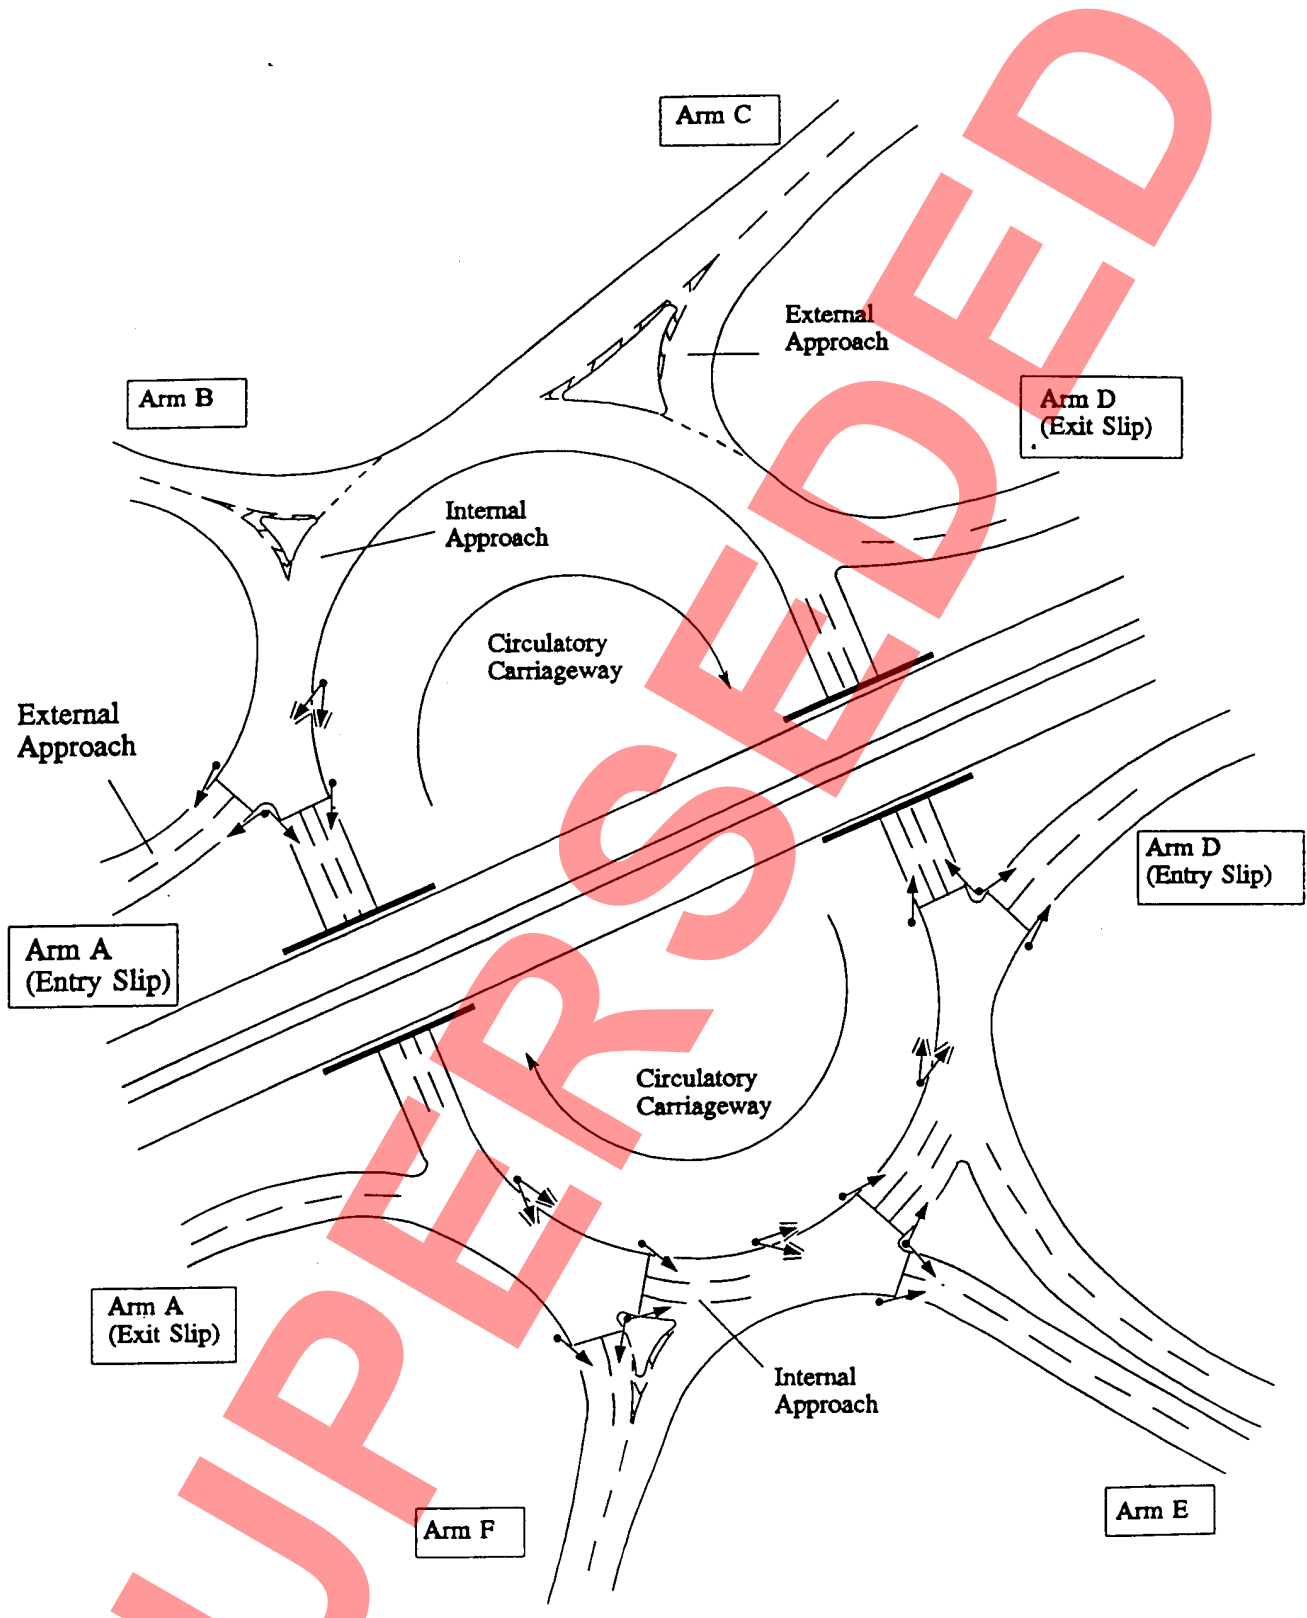 Arm C
External
Approach
Arm B
Arm D
(Exit Slip)
Internal
Approach
Circulatory
Carriageway
External
Approach
Arm D
(Entry Slip)
Arm A
(Entry Slip)
Circulatory
Carriageway
Arm A
(Exit Slip)
Internal
Approach
Arm F
Arm E
SUPERSEDED